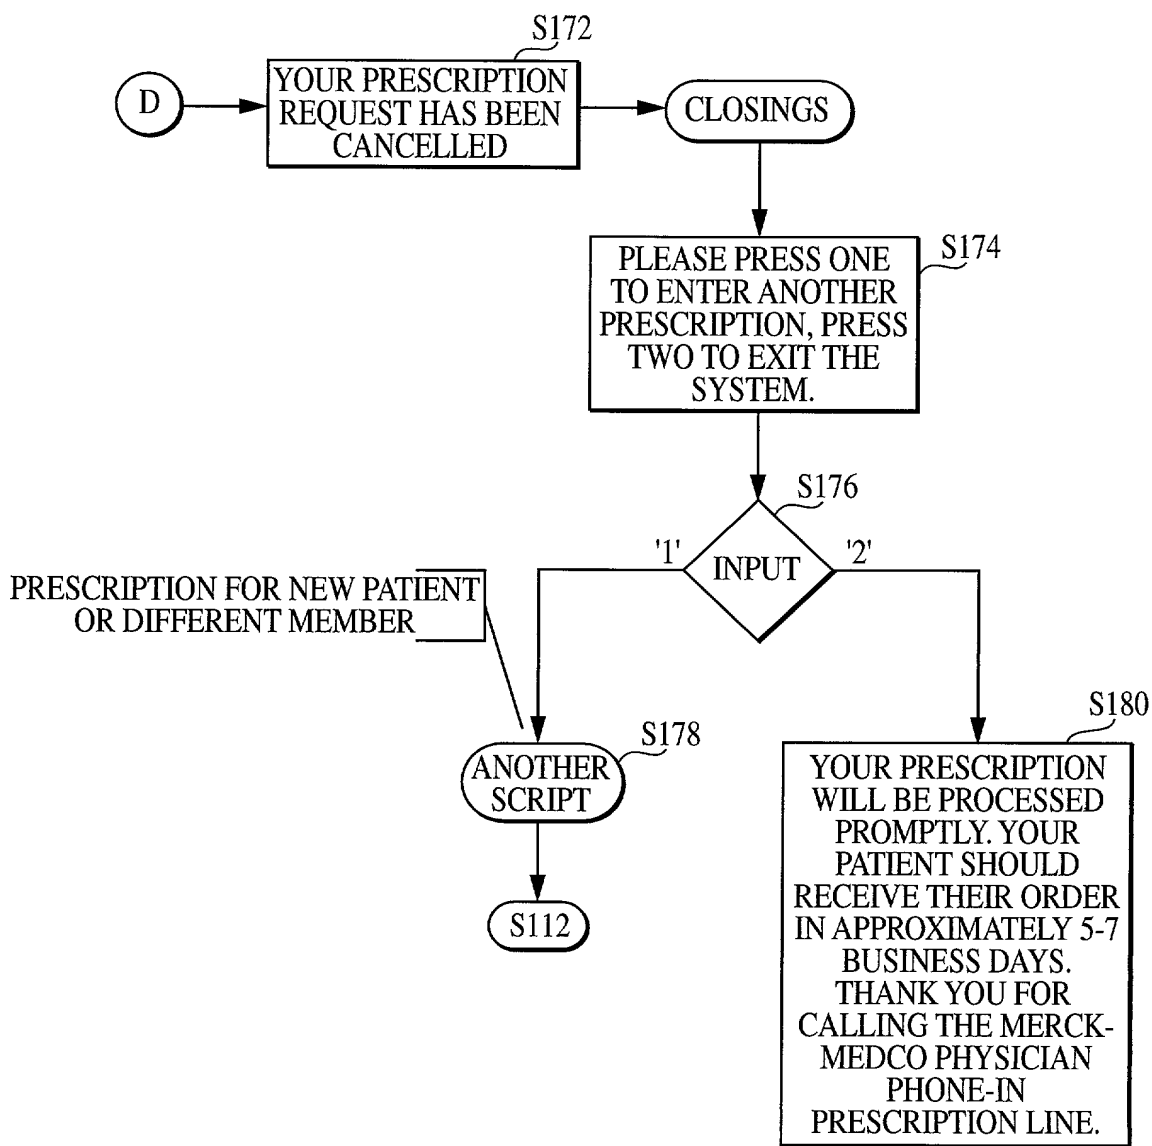 S172
D
YOUR PRESCRIPTION
REQUEST HAS BEEN
CANCELLED
CLOSINGS
S174
PLEASE PRESS ONE
TO ENTER ANOTHER
PRESCRIPTION, PRESS
TWO TO EXIT THE
SYSTEM.
S176
'1'
INPUT
'2'
PRESCRIPTION FOR NEW PATIENT
OR DIFFERENT MEMBER
S178
ANOTHER
SCRIPT
S112
S180
YOUR PRESCRIPTION
WILL BE PROCESSED
PROMPTLY. YOUR
PATIENT SHOULD
RECEIVE THEIR ORDER
IN APPROXIMATELY 5-7
BUSINESS DAYS.
THANK YOU FOR
CALLING THE MERCK-
MEDCO PHYSICIAN
PHONE-IN
PRESCRIPTION LINE.